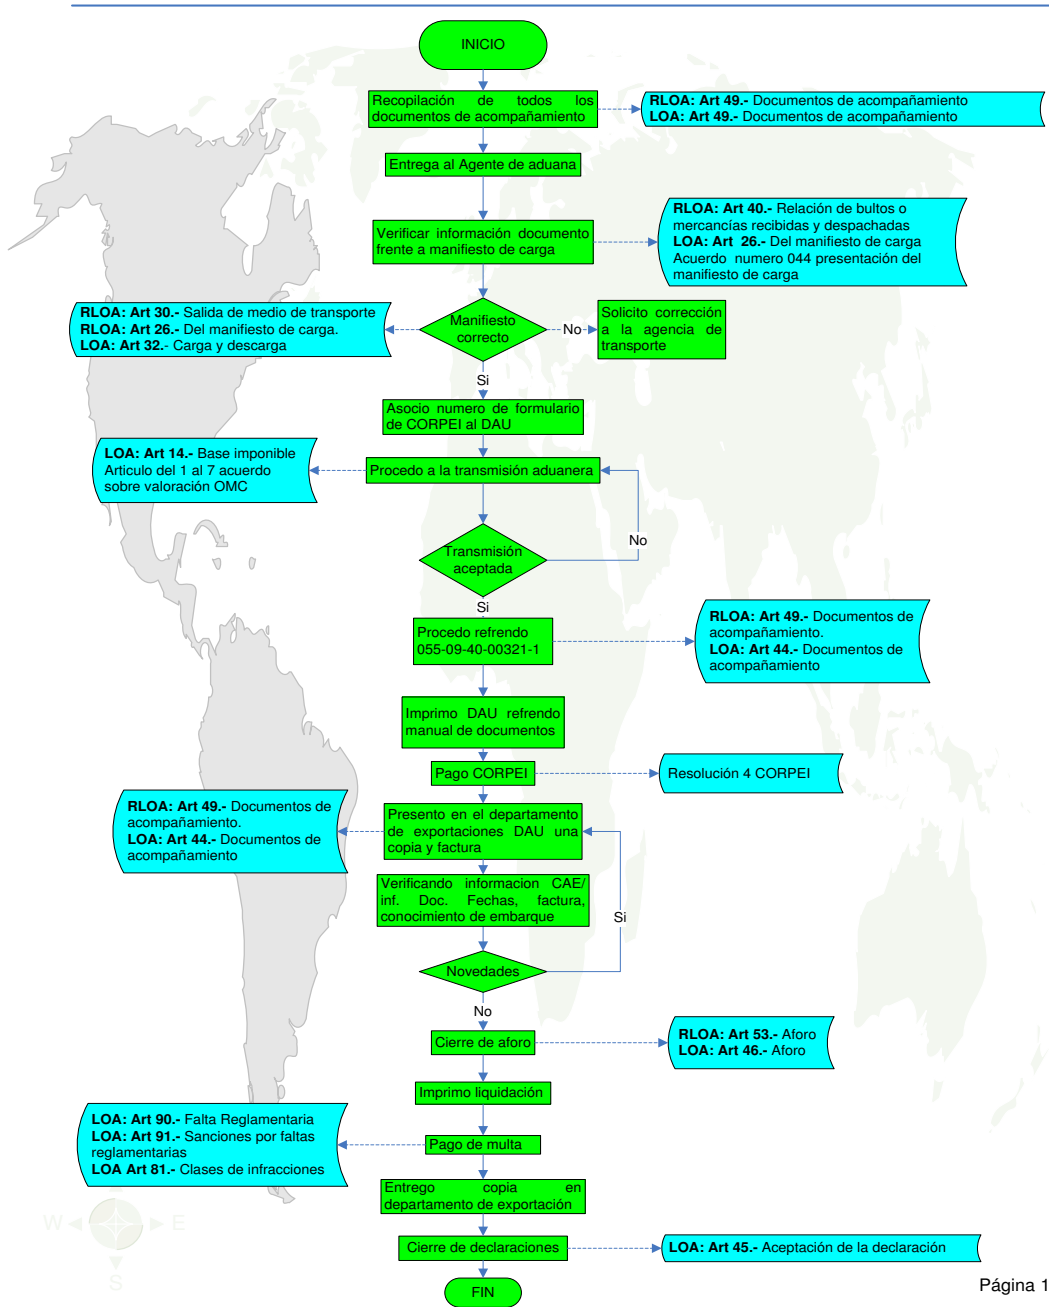 INICIO
Recopilación de todos los
documentos de acompañamiento
RLOA: Art 49.- Documentos de acompañamiento
LOA: Art 49.- Documentos de acompañamiento
Entrega al Agente de aduana
Verificar información documento
frente a manifiesto de carga
RLOA: Art 40.- Relación de bultos o
mercancías recibidas y despachadas
LOA: Art 26.- Del manifiesto de carga
Acuerdo numero 044 presentación del
manifiesto de carga
RLOA: Art 30.- Salida de medio de transporte
RLOA: Art 26.- Del manifiesto de carga.
LOA: Art 32.- Carga y descarga
Manifiesto
correcto
No
Solicito corrección
a la agencia de
transporte
Si
Asocio numero de formulario
de CORPEI al DAU
LOA: Art 14.- Base imponible
Articulo del 1 al 7 acuerdo
sobre valoración OMC
Procedo a la transmisión aduanera
No
Transmisión
aceptada
Si
Procedo refrendo
055-09-40-00321-1
RLOA: Art 49.- Documentos de
acompañamiento.
LOA: Art 44.- Documentos de
acompañamiento
Imprimo DAU refrendo
manual de documentos
Pago CORPEI
Resolución 4 CORPEI
RLOA: Art 49.- Documentos de
acompañamiento.
LOA: Art 44.- Documentos de
acompañamiento
Presento en el departamento
de exportaciones DAU una
copia y factura
Verificando informacion CAE/
inf. Doc. Fechas, factura,
conocimiento de embarque
Si
Novedades
No
Cierre de aforo
RLOA: Art 53.- Aforo
LOA: Art 46.- Aforo
Imprimo liquidación
LOA: Art 90.- Falta Reglamentaria
LOA: Art 91.- Sanciones por faltas
reglamentarias
LOA Art 81.- Clases de infracciones
Pago de multa
Entrego copia en
departamento de exportación
W E
S
Cierre de declaraciones
LOA: Art 45.- Aceptación de la declaración
FIN
Página 1